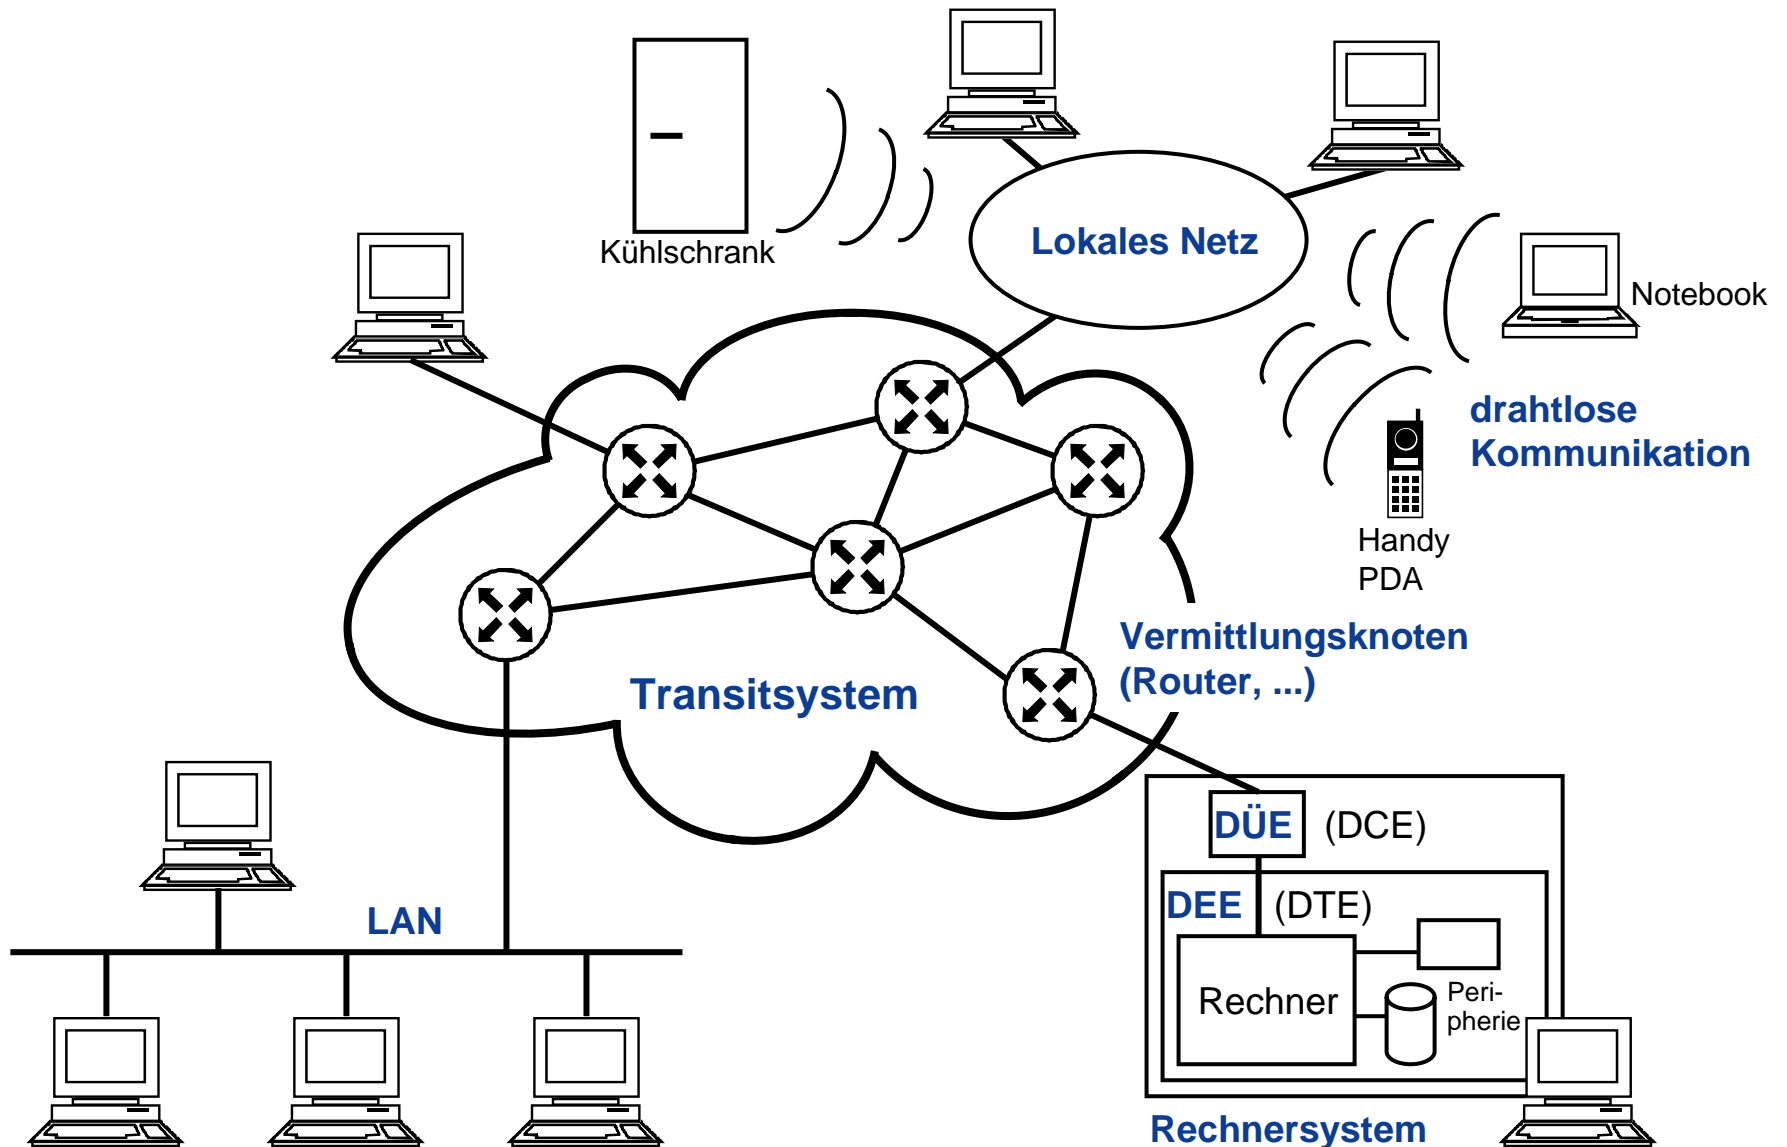 Kühlschrank
Lokales Netz
Notebook
drahtlose
Kommunikation
Handy
PDA
Vermittlungsknoten
(Router, ...)
Transitsystem
LAN
DÜE (DCE)
DEE (DTE)
Rechner
Peri-
pherie
Rechnersystem